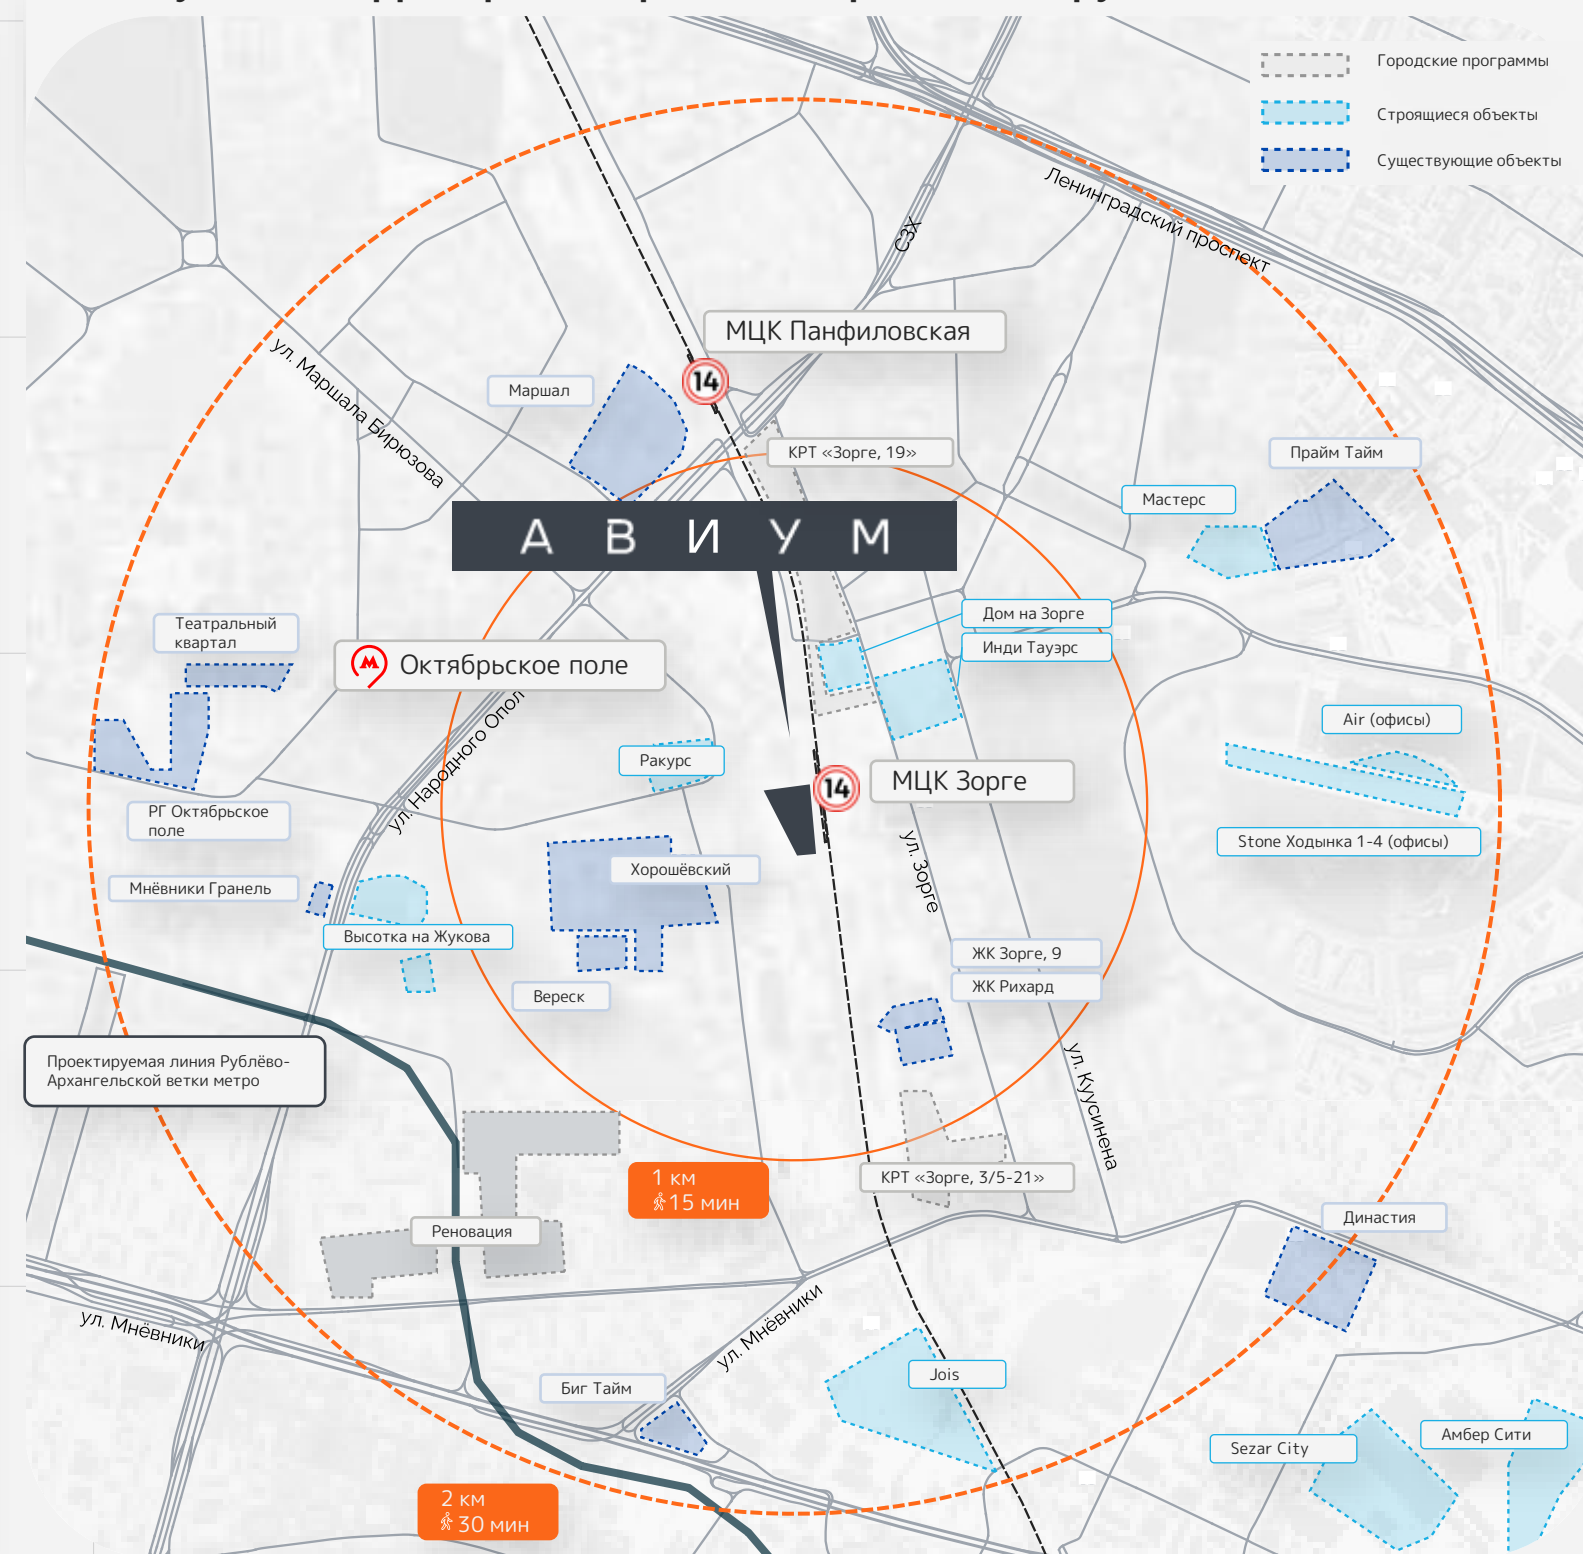 Городские программы
Строящиеся объекты
Существующие объекты
Ленинградский проспект
СЗХ
МЦК Панфиловская
14
ул. Маршала Бирюзова
Маршал
КРТ «Зорге, 19»
Прайм Тайм
Мастерс
АВИУМ
Дом на Зорге
Инди Тауэрс
Театральный
квартал
Октябрьское поле
ул. Народного Опол
Air (офисы)
Ракурс
14
МЦК Зорге
РГ Октябрьское
поле
Stone Ходынка 1-4 (офисы)
ул. Зорге
Хорошёвский
Мнёвники Гранель
Высотка на Жукова
ЖК Зорге, 9
ЖК Рихард
Вереск
Проектируемая линия Рублёво-
Архангельской ветки метро
ул. Куусинена
1 км
15 мин
КРТ «Зорге, 3/5-21»
Реновация
Династия
ул. Мнёвники
ул. Мнёвники
Биг Тайм
Jois
Sezar City
Амбер Сити
2 км
30 мин